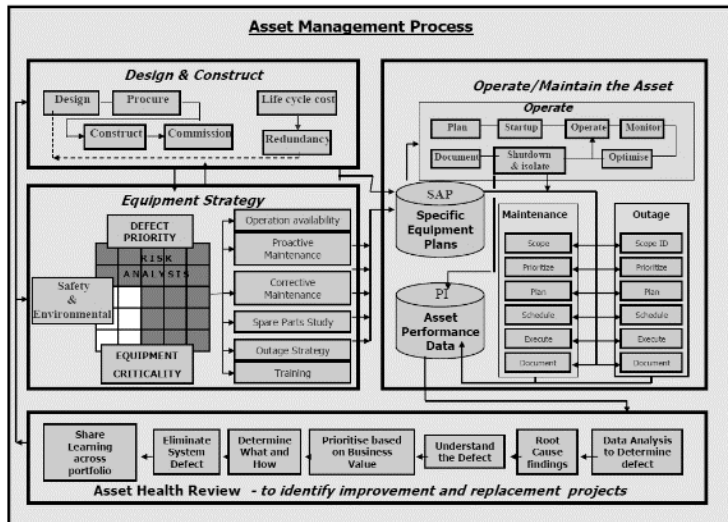 Asset Management Process
Design & Construct
Design
Procure
Life cycle cost
Construct
Commission
Redundancy
Operate/Maintain the Asset
Operate
Plan
Startup
Operate
Monitor
Document
Shutdown
& isolate
Optimise
Equipment Strategy
DEFECT
PRIORITY
RISK
ANALYSIS
Safety
&
Environmental
EQUIPMENT
CRITICALITY
Operation availability
Proactive
Maintenance
Corrective
Maintenance
Spare Parts Study
Outage Strategy
Training
SAP
Specific
Equipment
Plans
PI
Asset
Performance
Data
Maintenance
Scope
Prioritize
Plan
Schedule
Execute
Document
Outage
Scope ID
Prioritize
Plan
Schedule
Execute
Document
Share
Learning
across
portfolio
Eliminate
System
Defect
Determine
What and
How
Prioritise based
on Business
Value
Understand
the Defect
Root
Cause
findings
Data Analysis
to Determine
defect
Asset Health Review - to identify improvement and replacement projects